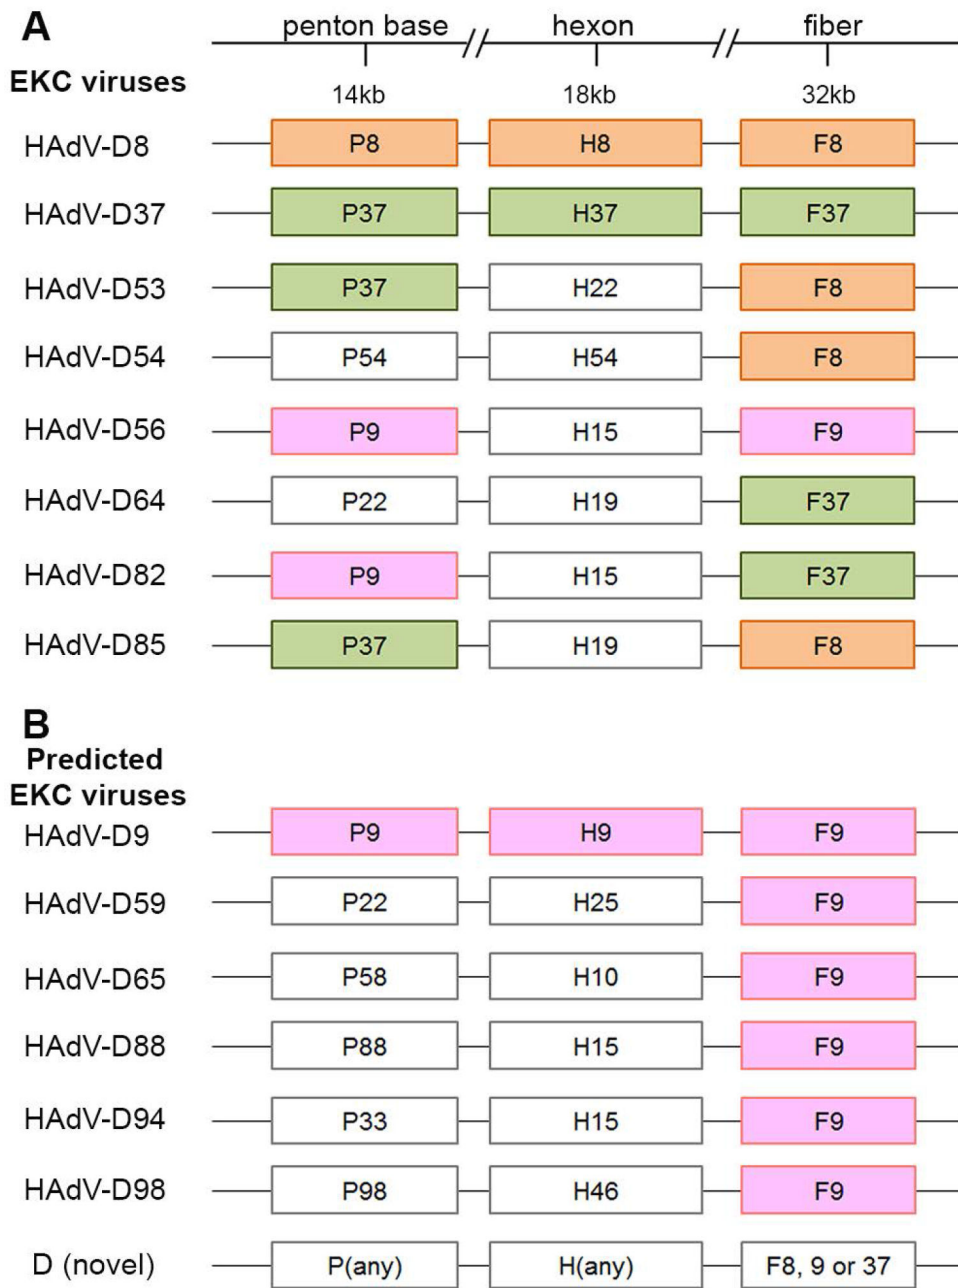 A
penton base hexon fiber
EKC viruses
14kb 18kb 32kb
HAdV-D8 P8 H8 F8
HAdV-D37 P37 H37 F37
HAdV-D53 P37 H22 F8
HAdV-D54 P54 H54 F8
HAdV-D56 P9 H15 F9
HAdV-D64 P22 H19 F37
HAdV-D82 P9 H15 F37
HAdV-D85 P37 H19 F8
B
Predicted
EKC viruses
HAdV-D9 P9 H9 F9
HAdV-D59 P22 H25 F9
HAdV-D65 P58 H10 F9
HAdV-D88 P88 H15 F9
HAdV-D94 P33 H15 F9
HAdV-D98 P98 H46 F9
D (novel) P(any) H(any) F8, 9 or 37